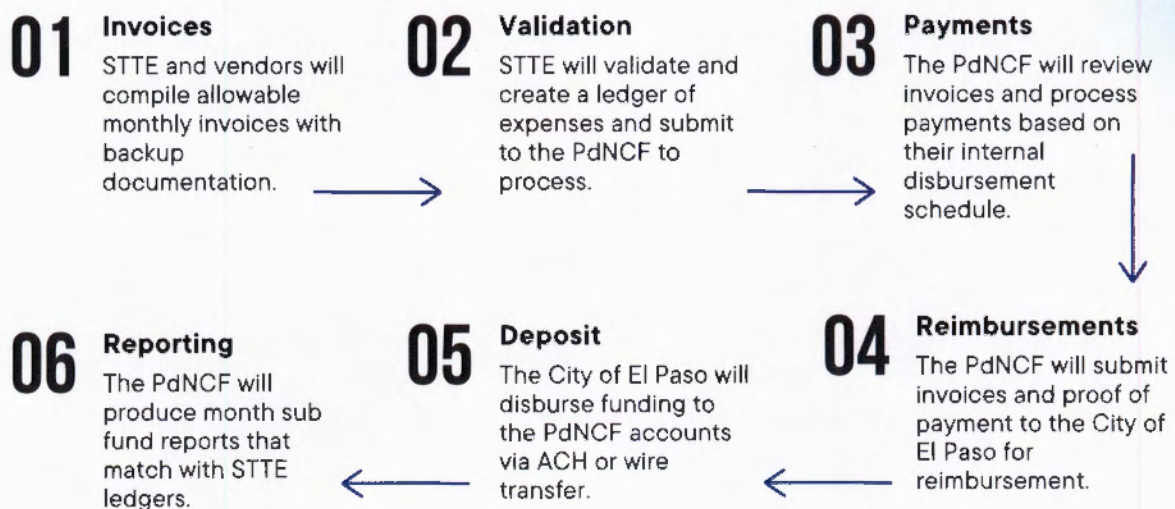 01
Invoices
STTE and vendors will
compile allowable
monthly invoices with
backup
documentation.
02
Validation
STTE will validate and
create a ledger of
expenses and submit
to the PdNCF to
process.
03
Payments
The PdNCF will review
invoices and process
payments based on
their internal
disbursement
schedule.
04
Reimbursements
The PdNCF will submit
invoices and proof of
payment to the City of
El Paso for
reimbursement.
05
Deposit
The City of El Paso will
disburse funding to
the PdNCF accounts
via ACH or wire
transfer.
06
Reporting
The PdNCF will
produce month sub
fund reports that
match with STTE
ledgers.